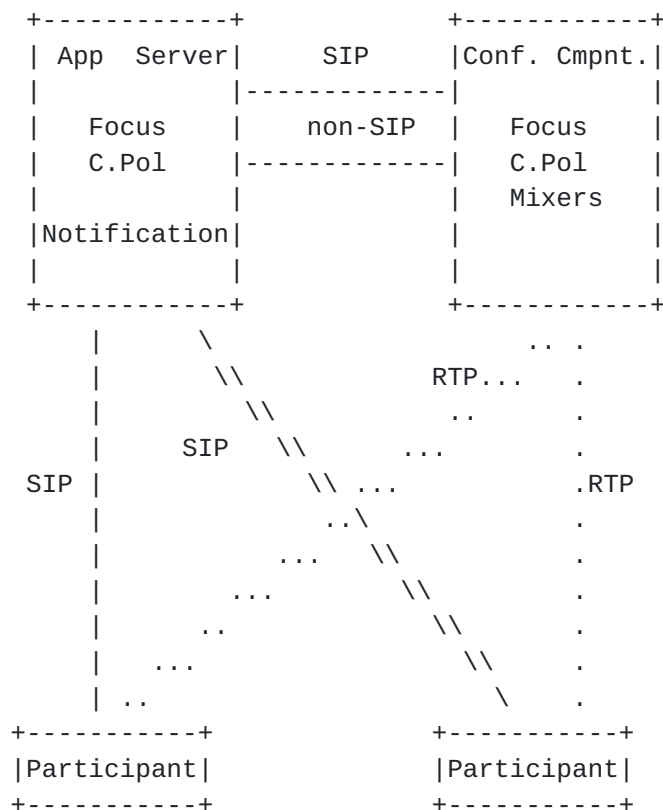 App Server SIP Conf. Cmpnt.
Focus non-SIP Focus
C.Pol C.Pol
Mixers
Notification
RTP
SIP
SIP RTP
Participant Participant